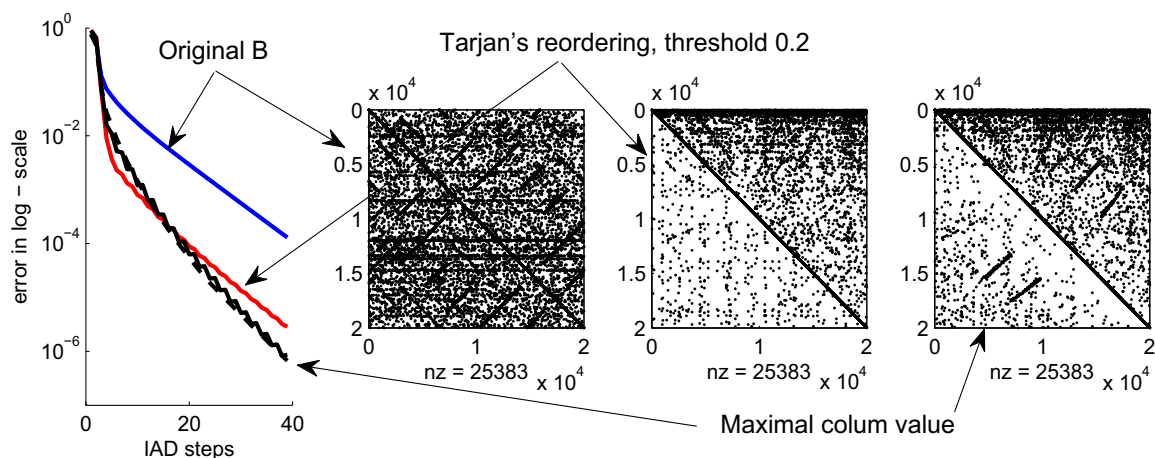 Original B
Tarjan's reordering, threshold 0.2
error in log − scale
10^0
10^−2
10^−4
10^−6
0
20
40
IAD steps
x 10^4
0
0.5
1
1.5
2
0
1
2
nz = 25383
x 10^4
x 10^4
0
0.5
1
1.5
2
0
1
2
nz = 25383
x 10^4
x 10^4
0
0.5
1
1.5
2
0
1
2
nz = 25383
x 10^4
Maximal colum value